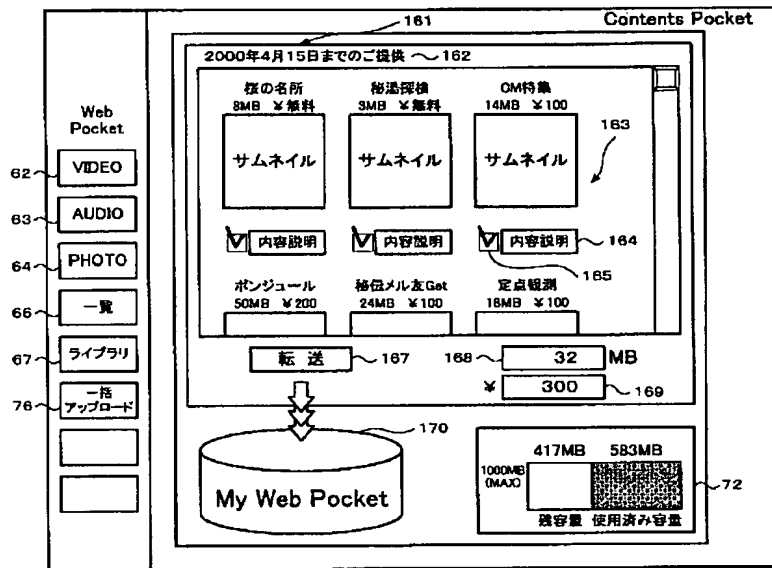 Contents Pocket
161
2000年4月15日までのご提供 162
桜の名所 秘湯探検 CM特集
8MB ¥無料 3MB ¥無料 14MB ¥100
サムネイル サムネイル サムネイル
163
内容説明 内容説明 内容説明 164
165
ボンジュール 秘伝メル友Get 定点観測
50MB ¥200 24MB ¥100 18MB ¥100
転送 167 168 32 MB
¥ 300 169
170
My Web Pocket
417MB 583MB
1000MB
(MAX)
72
残容量 使用済み容量
Web
Pocket
62 VIDEO
63 AUDIO
64 PHOTO
66 一覧
67 ライブラリ
76 一括
アップロード